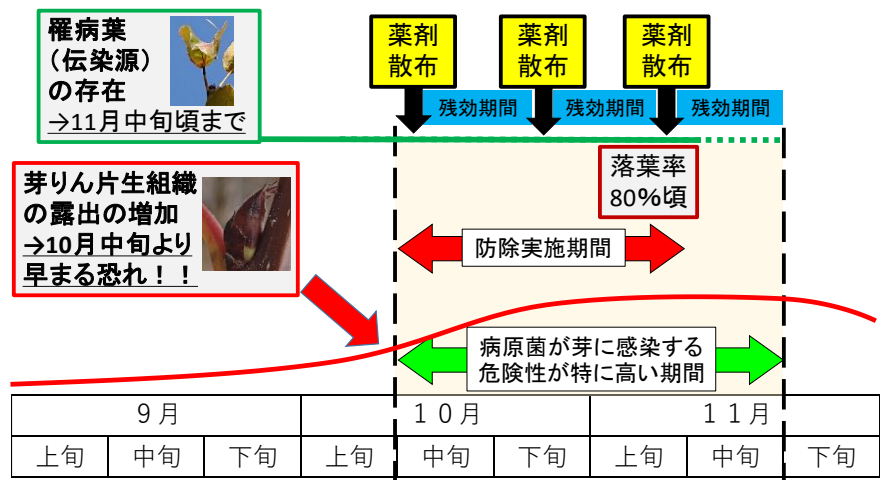 罹病葉
（伝染源）
の存在
→11月中旬頃まで
薬剤
散布
薬剤
散布
薬剤
散布
残効期間
残効期間
残効期間
芽りん片生組織
の露出の増加
→10月中旬より
早まる恐れ！！
落葉率
80%頃
防除実施期間
病原菌が芽に感染する
危険性が特に高い期間
9月
10月
11月
上旬
中旬
下旬
上旬
中旬
下旬
上旬
中旬
下旬